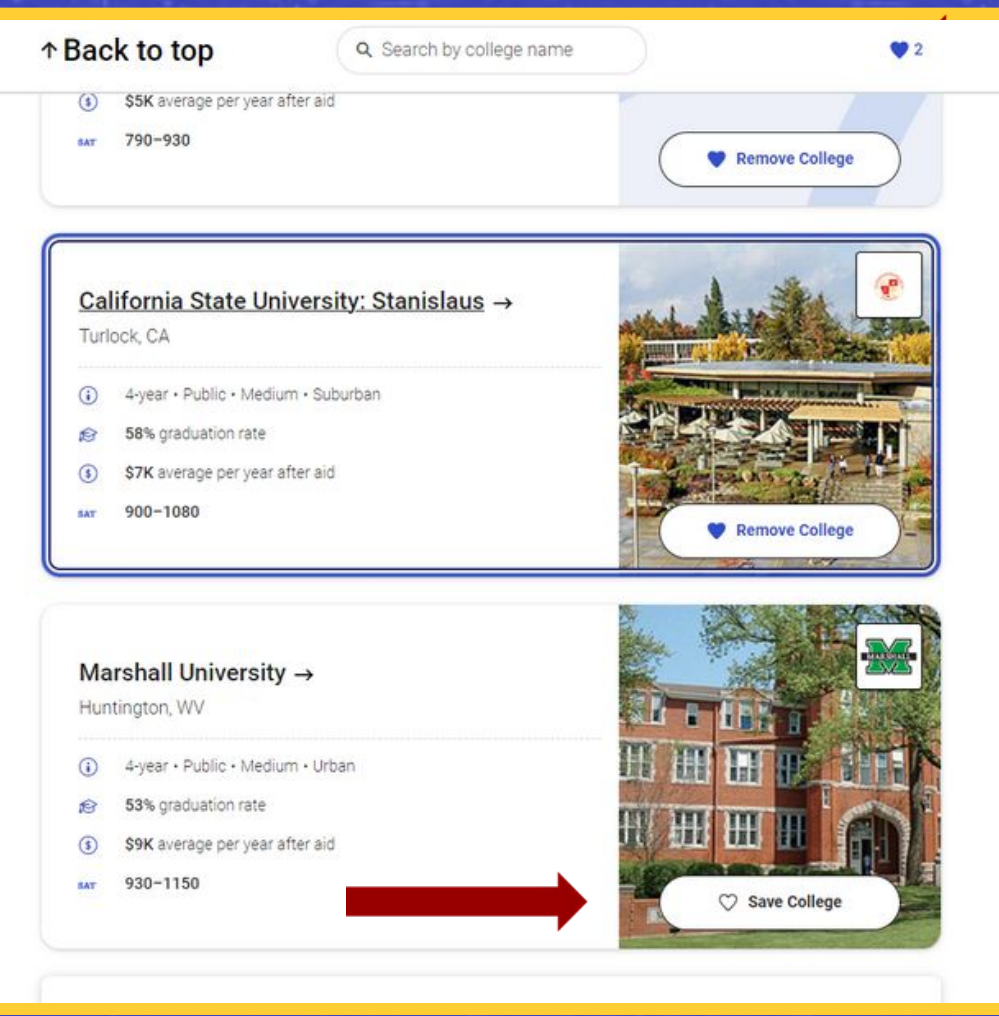 ↑ Back to top
Search by college name
2
$5K average per year after aid
SAT 790–930
Remove College
California State University: Stanislaus →
Turlock, CA
4-year • Public • Medium • Suburban
58% graduation rate
$7K average per year after aid
SAT 900–1080
Remove College
Marshall University →
MARSHALL
Huntington, WV
4-year • Public • Medium • Urban
53% graduation rate
$9K average per year after aid
SAT 930–1150
Save College